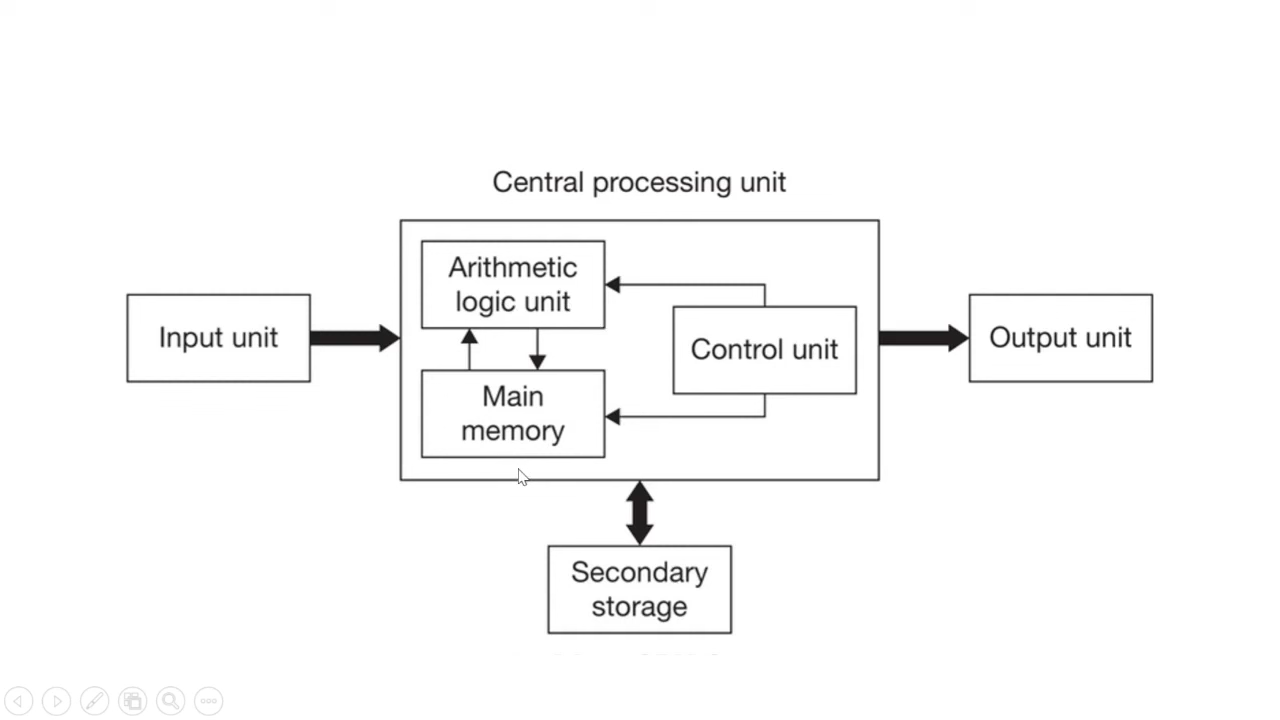 Central processing unit
Arithmetic
logic unit
Input unit
Control unit
Output unit
Main
memory
Secondary
storage